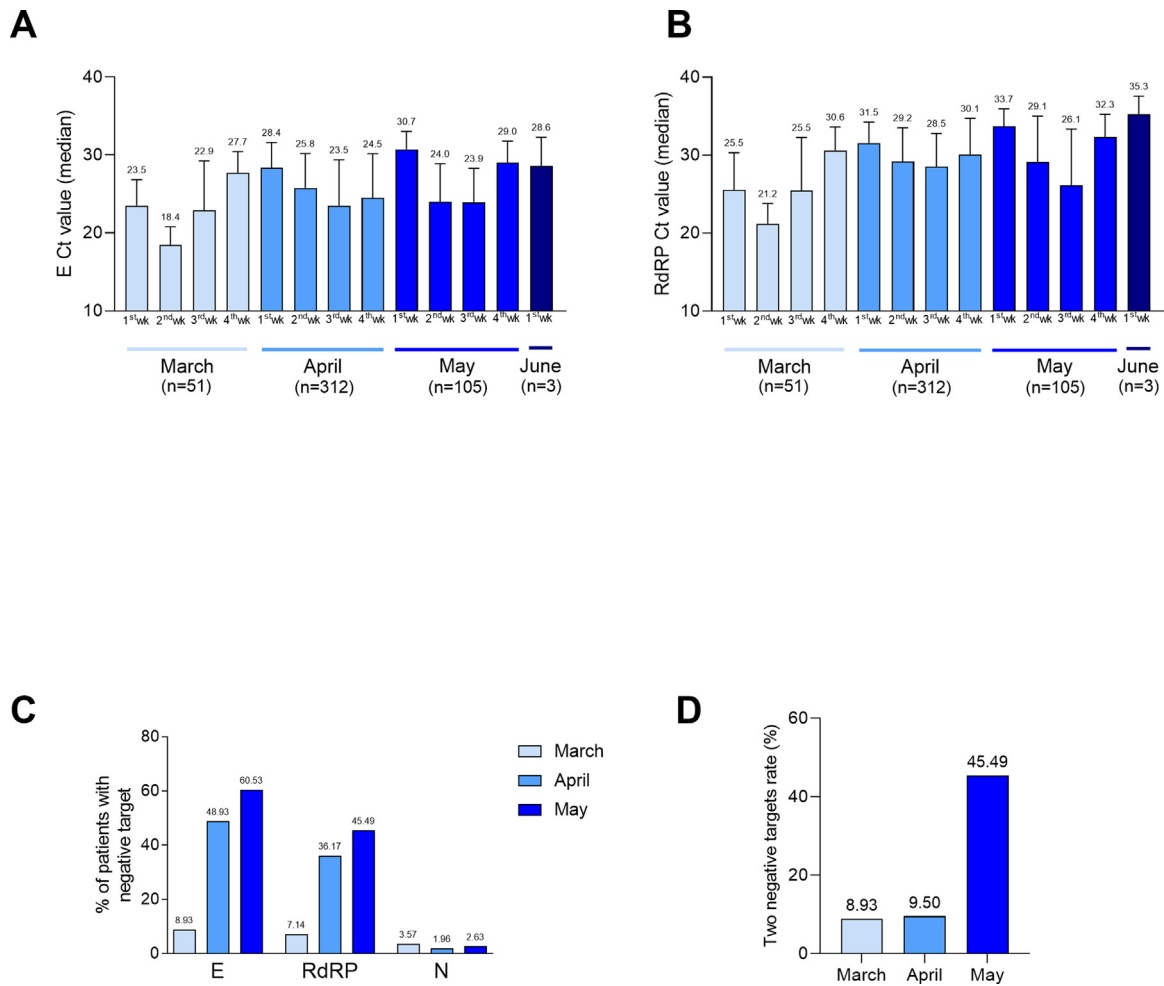 A
E Ct value (median)
40
30
20
10
23.5
18.4
22.9
27.7
28.4
25.8
23.5
24.5
30.7
24.0
23.9
29.0
28.6
1st wk 2nd wk 3rd wk 4th wk 1st wk 2nd wk 3rd wk 4th wk 1st wk 2nd wk 3rd wk 4th wk 1st wk
March April May June
(n=51) (n=312) (n=105) (n=3)
B
RdRP Ct value (median)
40
30
20
10
25.5
21.2
25.5
30.6
31.5
29.2
28.5
30.1
33.7
29.1
26.1
32.3
35.3
1st wk 2nd wk 3rd wk 4th wk 1st wk 2nd wk 3rd wk 4th wk 1st wk 2nd wk 3rd wk 4th wk 1st wk
March April May June
(n=51) (n=312) (n=105) (n=3)
C
% of patients with
negative target
80
60
40
20
0
8.93
48.93
60.53
7.14
36.17
45.49
3.57
1.96
2.63
E RdRP N
March
April
May
D
Two negative targets rate (%)
60
40
20
0
8.93
9.50
45.49
March April May